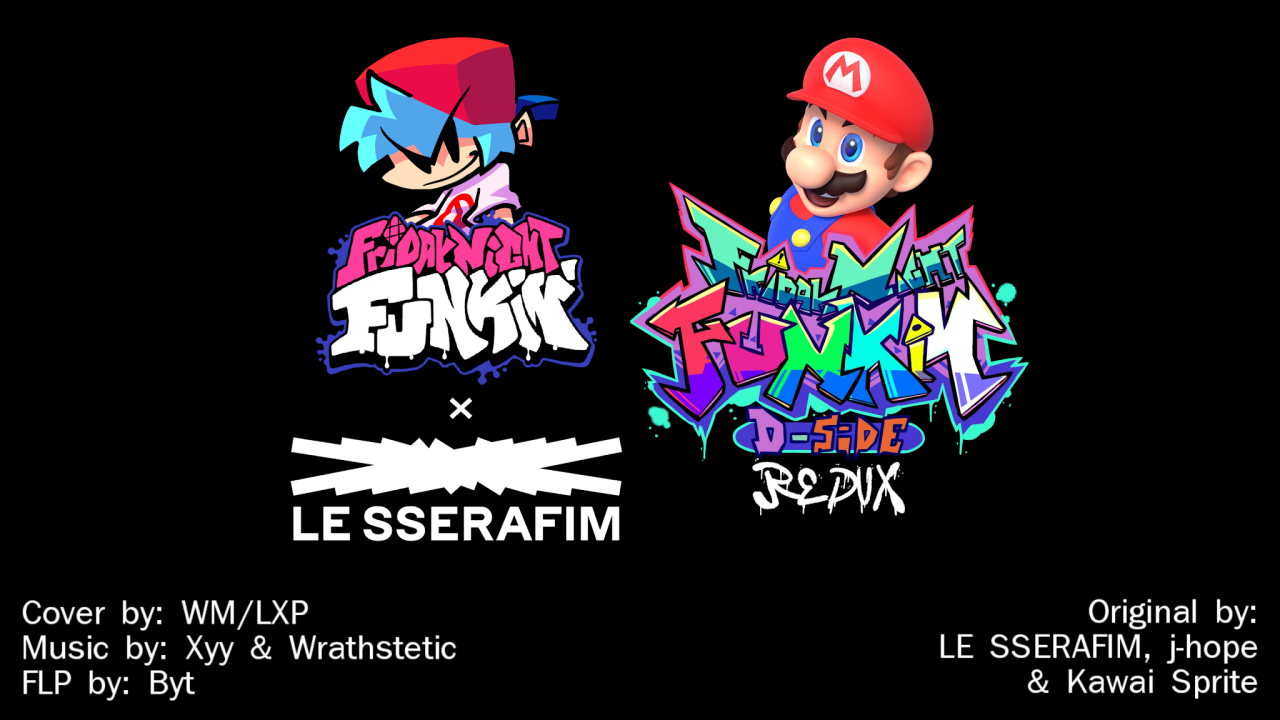 M
FRIDAY NIGHT
FUNKIN'
×
LE SSERAFIM
FRIDAY NIGHT
FUNKIN
D-SIDE
REDUX
Cover by: WM/LXP
Music by: Xyy & Wrathstetic
FLP by: Byt
Original by:
LE SSERAFIM, j-hope
& Kawai Sprite